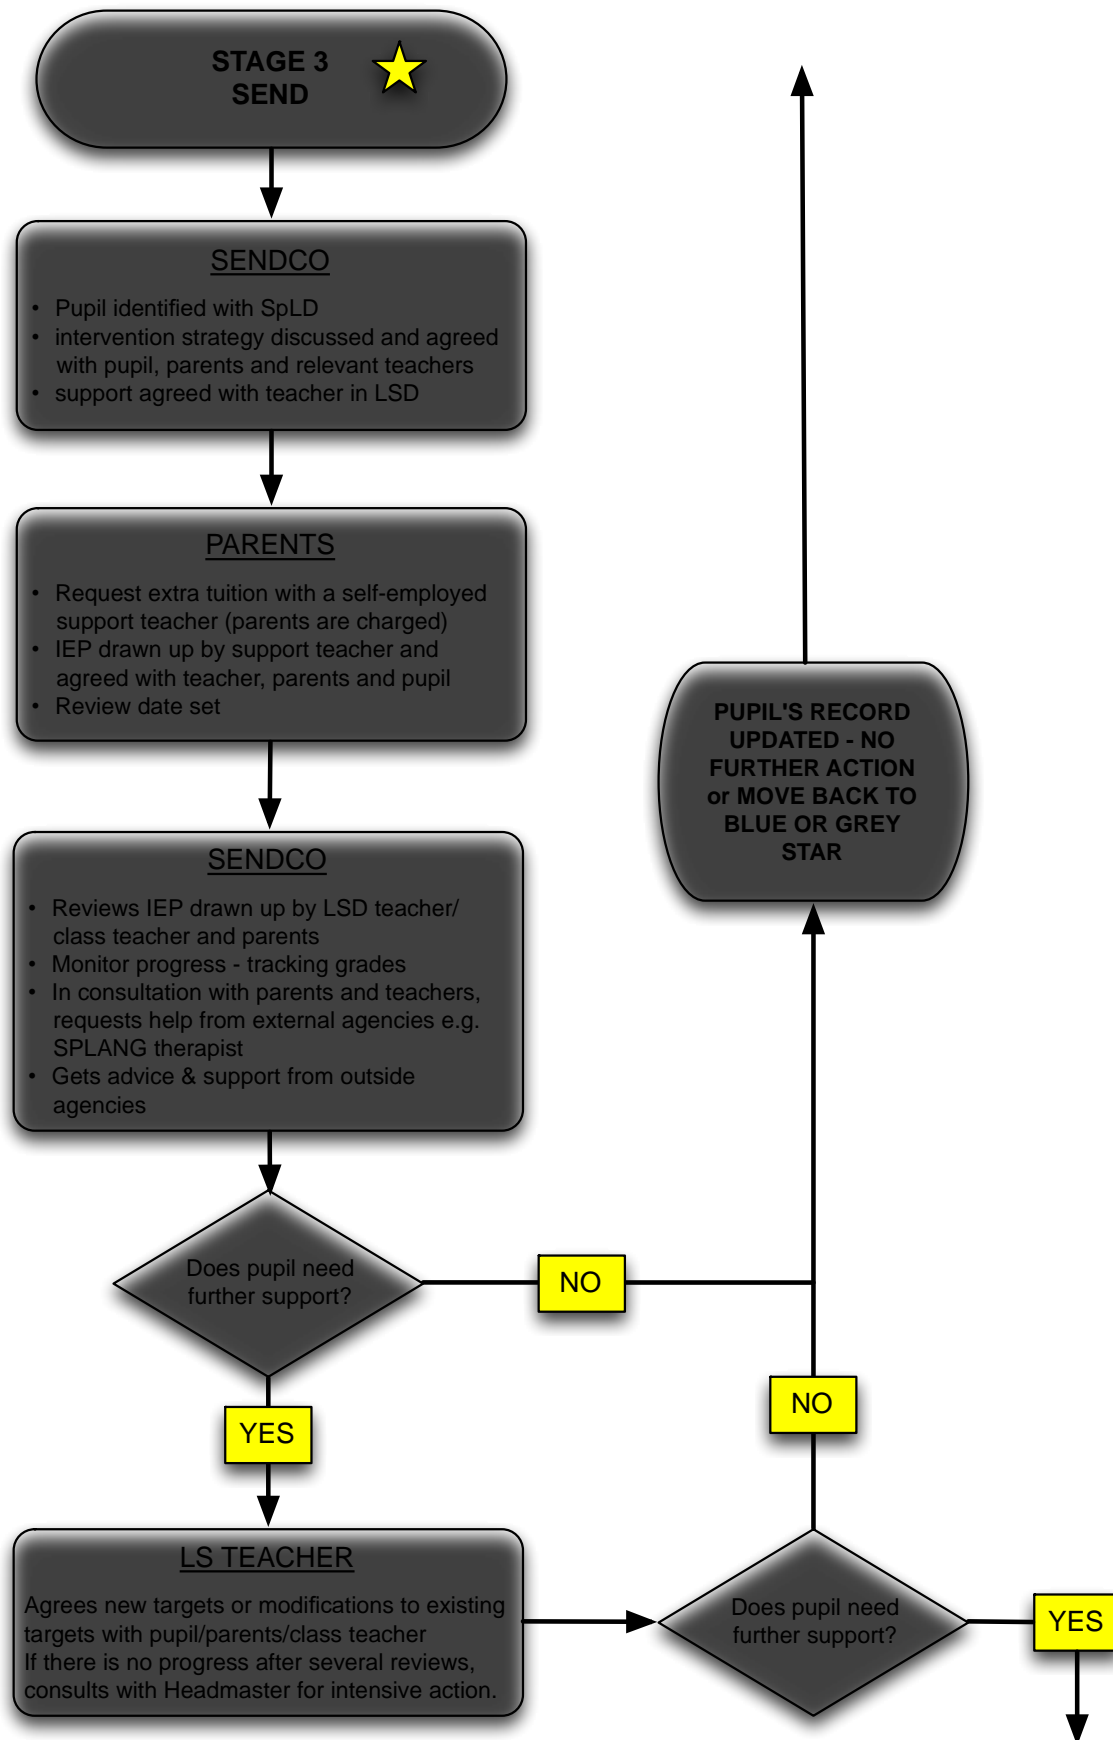 STAGE 3
SEND
SENDCO
• Pupil identified with SpLD
• intervention strategy discussed and agreed
with pupil, parents and relevant teachers
• support agreed with teacher in LSD
PARENTS
• Request extra tuition with a self-employed
support teacher (parents are charged)
• IEP drawn up by support teacher and
agreed with teacher, parents and pupil
• Review date set
SENDCO
• Reviews IEP drawn up by LSD teacher/
class teacher and parents
• Monitor progress - tracking grades
• In consultation with parents and teachers,
requests help from external agencies e.g.
SPLANG therapist
• Gets advice & support from outside
agencies
Does pupil need
further support?
NO
YES
LS TEACHER
Agrees new targets or modifications to existing
targets with pupil/parents/class teacher
If there is no progress after several reviews,
consults with Headmaster for intensive action.
Does pupil need
further support?
YES
NO
PUPIL'S RECORD
UPDATED - NO
FURTHER ACTION
or MOVE BACK TO
BLUE OR GREY
STAR